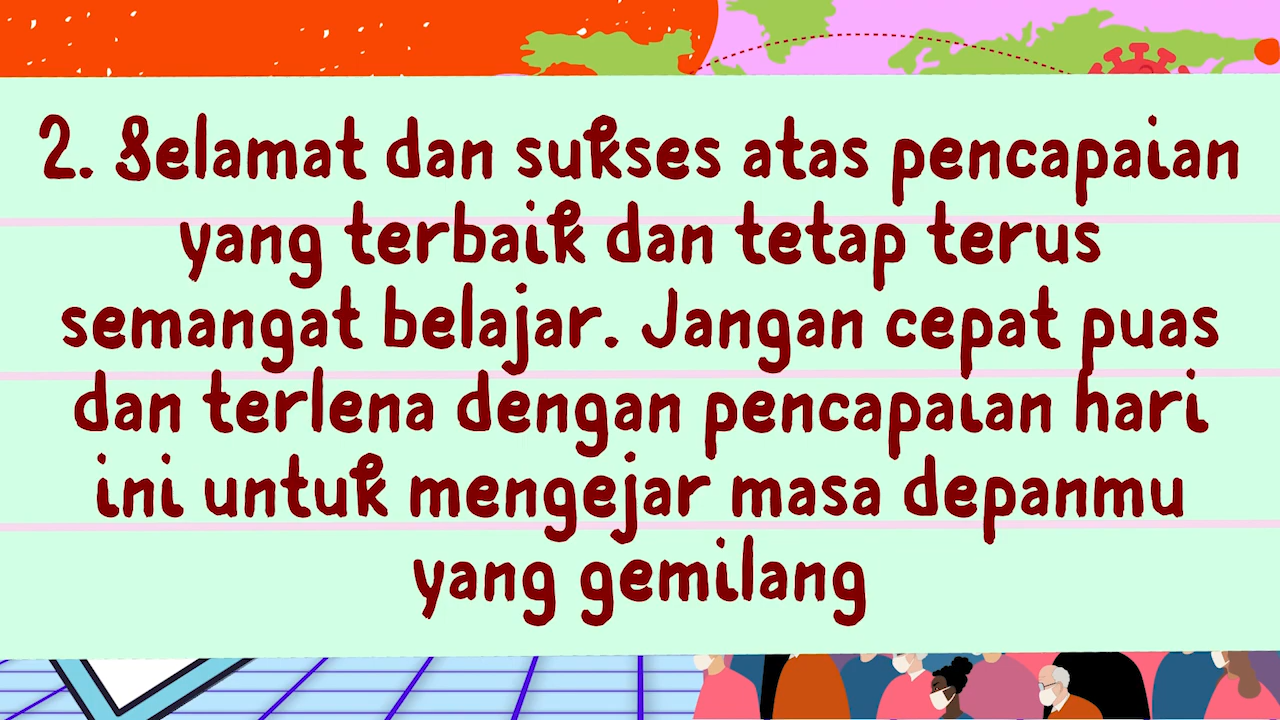 2. Selamat dan sukses atas pencapaian
yang terbaik dan tetap terus
semangat belajar. Jangan cepat puas
dan terlena dengan pencapaian hari
ini untuk mengejar masa depanmu
yang gemilang